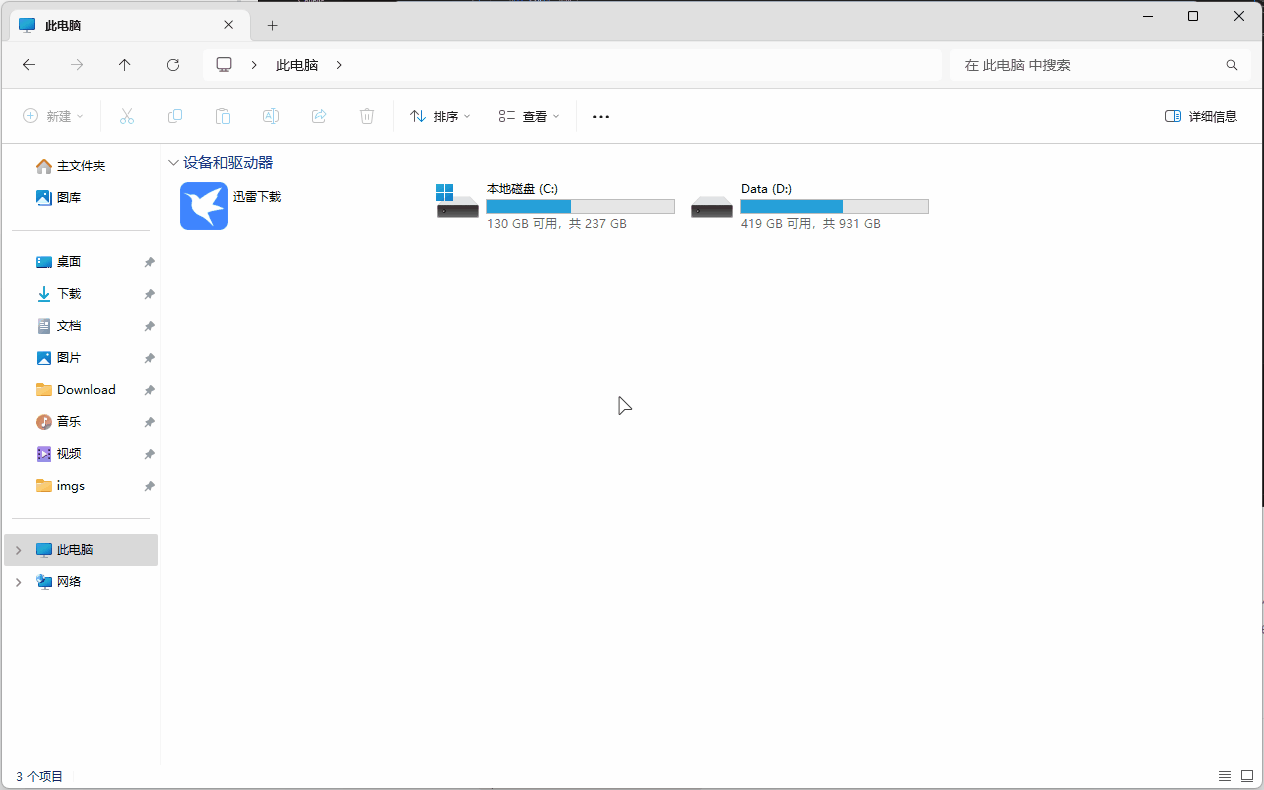 此电脑
此电脑
在 此电脑 中搜索
新建
排序
查看
详细信息
主文件夹
图库
桌面
下载
文档
图片
Download
音乐
视频
imgs
此电脑
网络
设备和驱动器
迅雷下载
本地磁盘 (C:)
130 GB 可用，共 237 GB
Data (D:)
419 GB 可用，共 931 GB
3 个项目